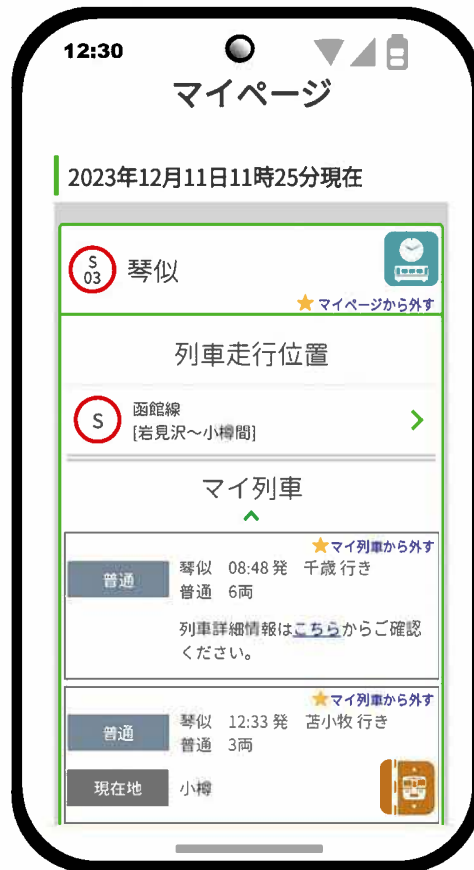 12:30
マイページ
2023年12月11日11時25分現在
S
03
琴似
マイページから外す
列車走行位置
S
函館線
[岩見沢～小樽間]
マイ列車
マイ列車から外す
普通
琴似 08:48 発 千歳 行き
普通 6両
列車詳細情報はこちらからご確認
ください。
マイ列車から外す
普通
琴似 12:33 発 苫小牧 行き
普通 3両
現在地
小樽